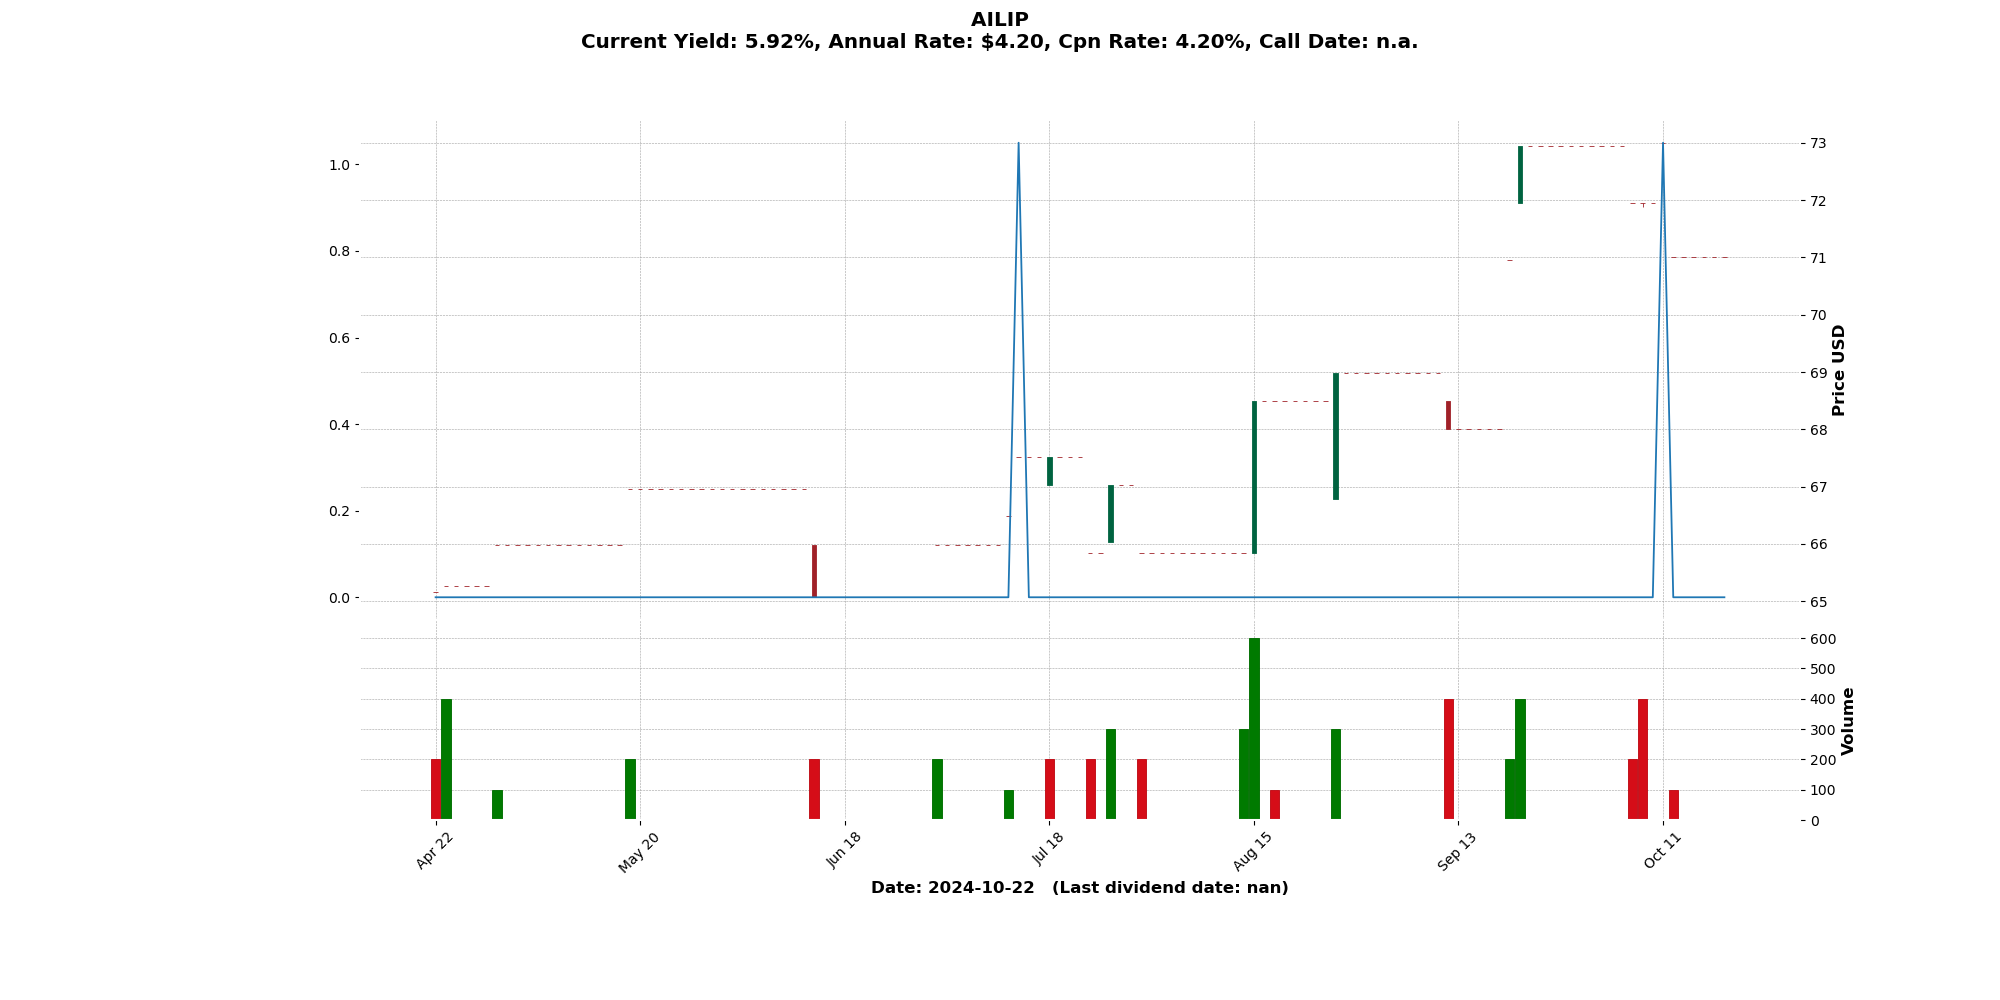 AILIP
Current Yield: 5.92%, Annual Rate: $4.20, Cpn Rate: 4.20%, Call Date: n.a.
1.0
0.8
0.6
0.4
0.2
0.0
73
72
71
70
69
68
67
66
65
Price USD
600
500
400
300
200
100
0
Volume
Apr 22
May 20
Jun 18
Jul 18
Aug 15
Sep 13
Oct 11
Date: 2024-10-22   (Last dividend date: nan)